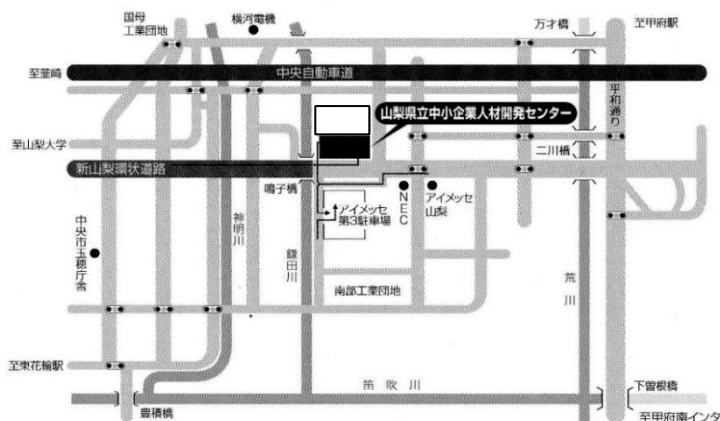 国母
工業団地
横河電機
万才橋
至甲府駅
至韮崎
中央自動車道
平和通り
山梨県立中小企業人材開発センター
至山梨大学
二川橋
新山梨環状道路
鳴子橋
アイメッセ
第3駐車場
NEC
アイメッセ
山梨
中央市玉穂庁舎
神明川
鎌田川
荒川
南部工業団地
至東花輪駅
笛吹川
下曽根橋
豊積橋
至甲府南インター